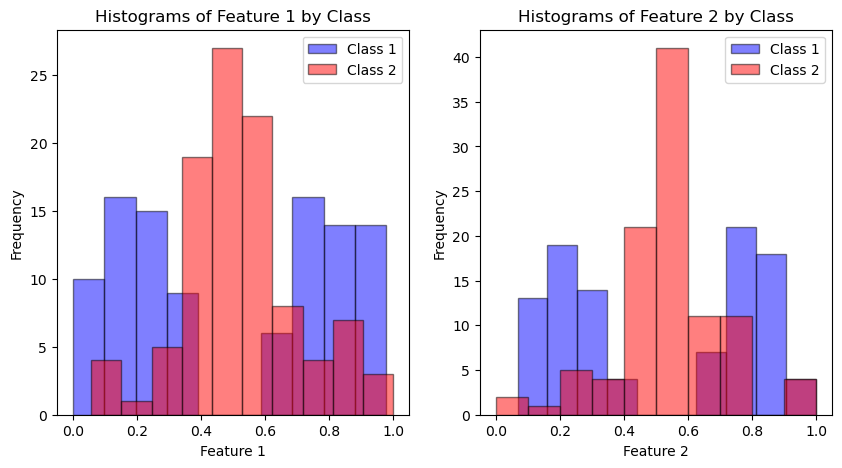 Histograms of Feature 1 by Class
Class 1
Class 2
25
20
15
10
5
0
Frequency
0.0 0.2 0.4 0.6 0.8 1.0
Feature 1
Histograms of Feature 2 by Class
Class 1
Class 2
40
35
30
25
20
15
10
5
0
Frequency
0.0 0.2 0.4 0.6 0.8 1.0
Feature 2